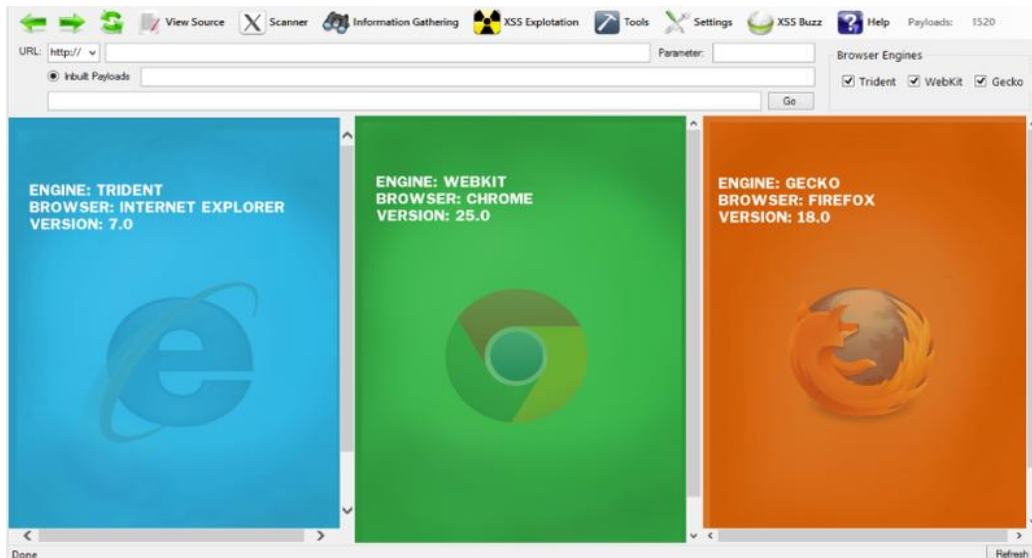 View Source Scanner Information Gathering XSS Explotation Tools Settings XSS Buzz Help Payloads: 1520
URL: http:// Parameter: Browser Engines
Inbuilt Payloads Trident WebKit Gecko
Go
ENGINE: TRIDENT
BROWSER: INTERNET EXPLORER
VERSION: 7.0
ENGINE: WEBKIT
BROWSER: CHROME
VERSION: 25.0
ENGINE: GECKO
BROWSER: FIREFOX
VERSION: 18.0
Done Refresh